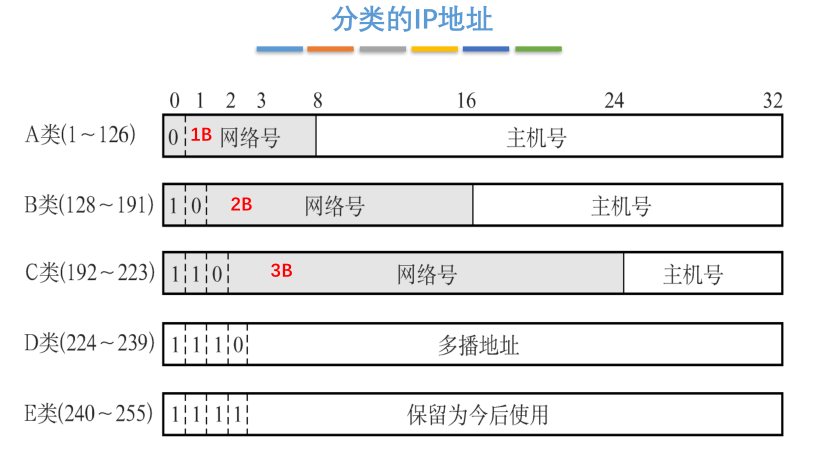 分类的IP地址
0 1 2 3 8 16 24 32
A类(1～126) 0 1B 网络号 主机号
B类(128～191) 1 0 2B 网络号 主机号
C类(192～223) 1 1 0 3B 网络号 主机号
D类(224～239) 1 1 1 0 多播地址
E类(240～255) 1 1 1 1 保留为今后使用